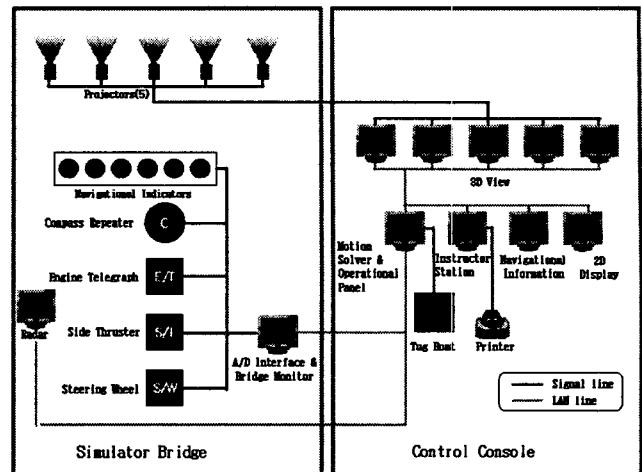 Projectors(5)
3D View
Navigational Indicators
Compass Repeater
C
Motion
Solver &
Operational
Panel
Instructor
Station
Navigational
Information
2D
Display
Engine Telegraph
E/T
Radar
Side Thruster
S/T
A/D Interface &
Bridge Monitor
Tug Boat
Printer
Steering Wheel
S/W
Signal line
LAN line
Simulator Bridge
Control Console